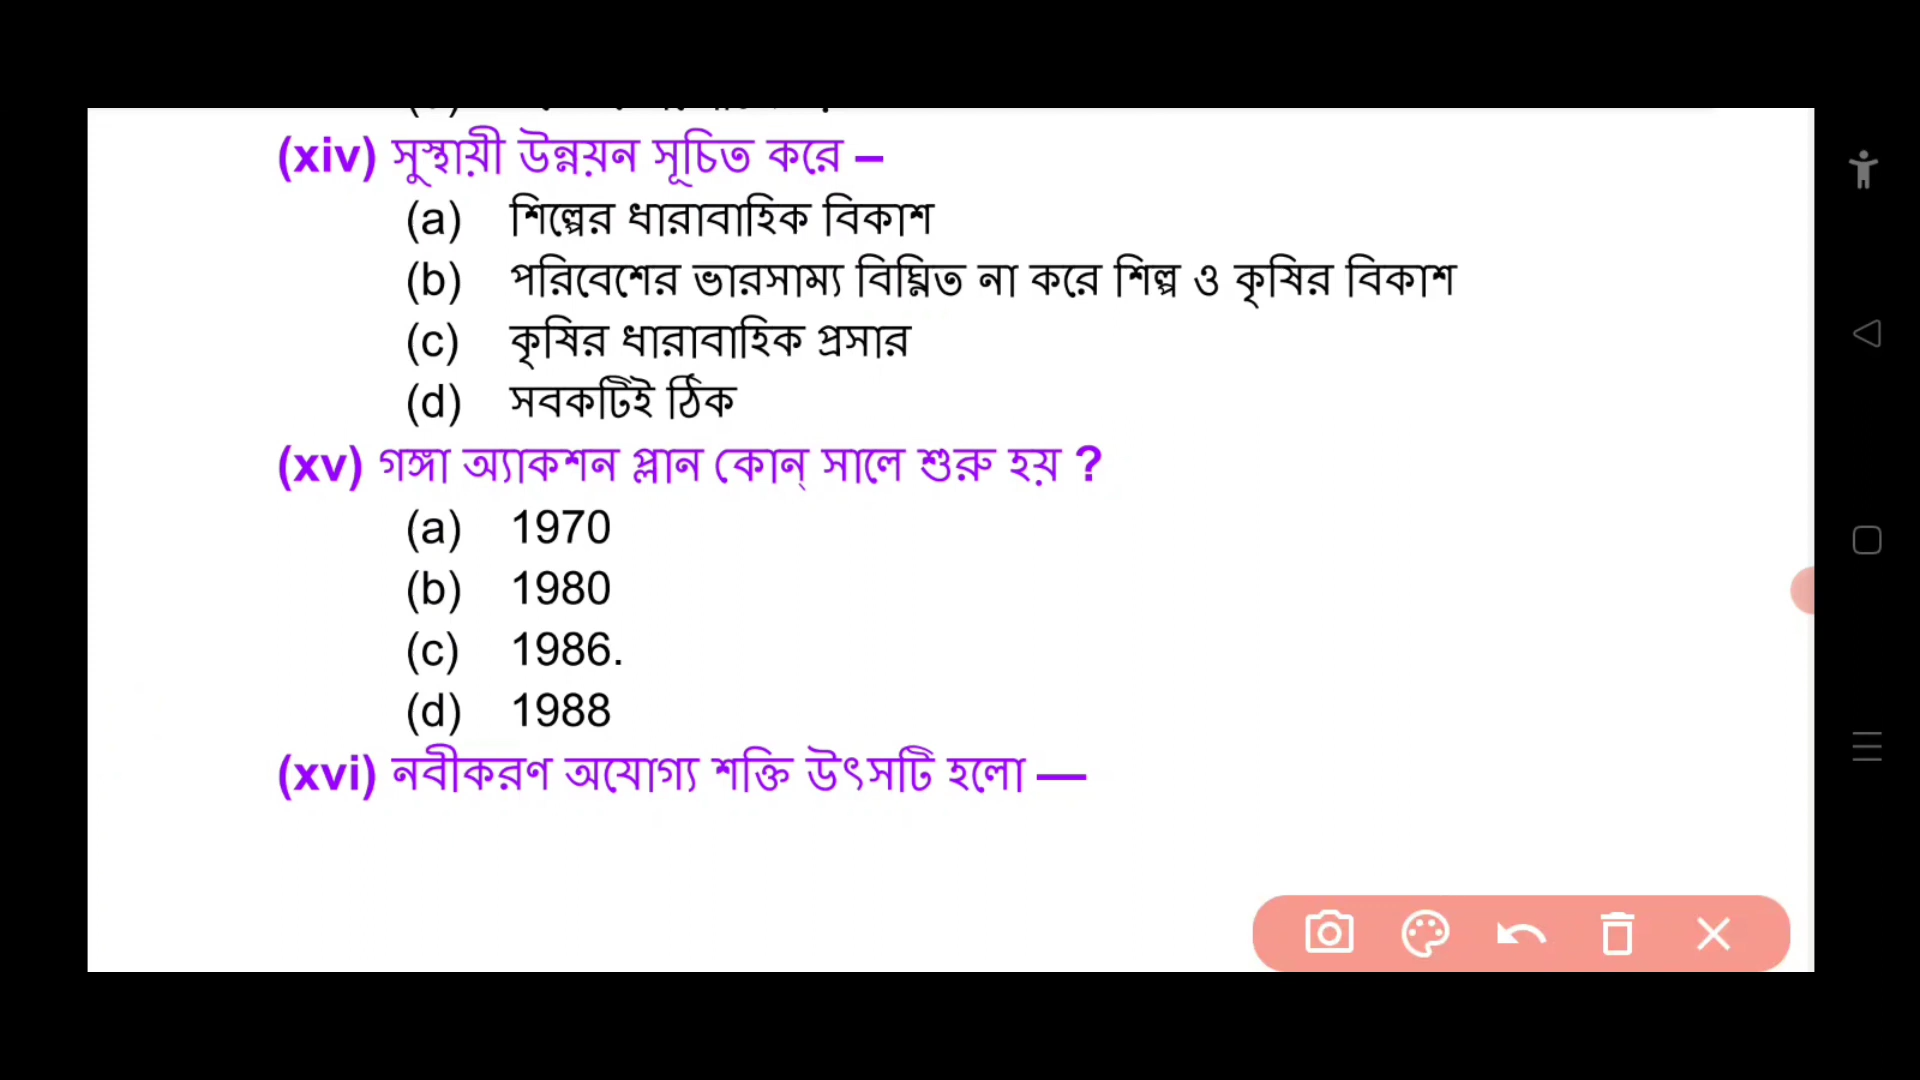 (xiv) সুস্থায়ী উন্নয়ন সূচিত করে –
(a) শিল্পের ধারাবাহিক বিকাশ
(b) পরিবেশের ভারসাম্য বিঘ্নিত না করে শিল্প ও কৃষির বিকাশ
(c) কৃষির ধারাবাহিক প্রসার
(d) সবকটিই ঠিক
(xv) গঙ্গা অ্যাকশন প্লান কোন্ সালে শুরু হয় ?
(a) 1970
(b) 1980
(c) 1986.
(d) 1988
(xvi) নবীকরণ অযোগ্য শক্তি উৎসটি হলো —